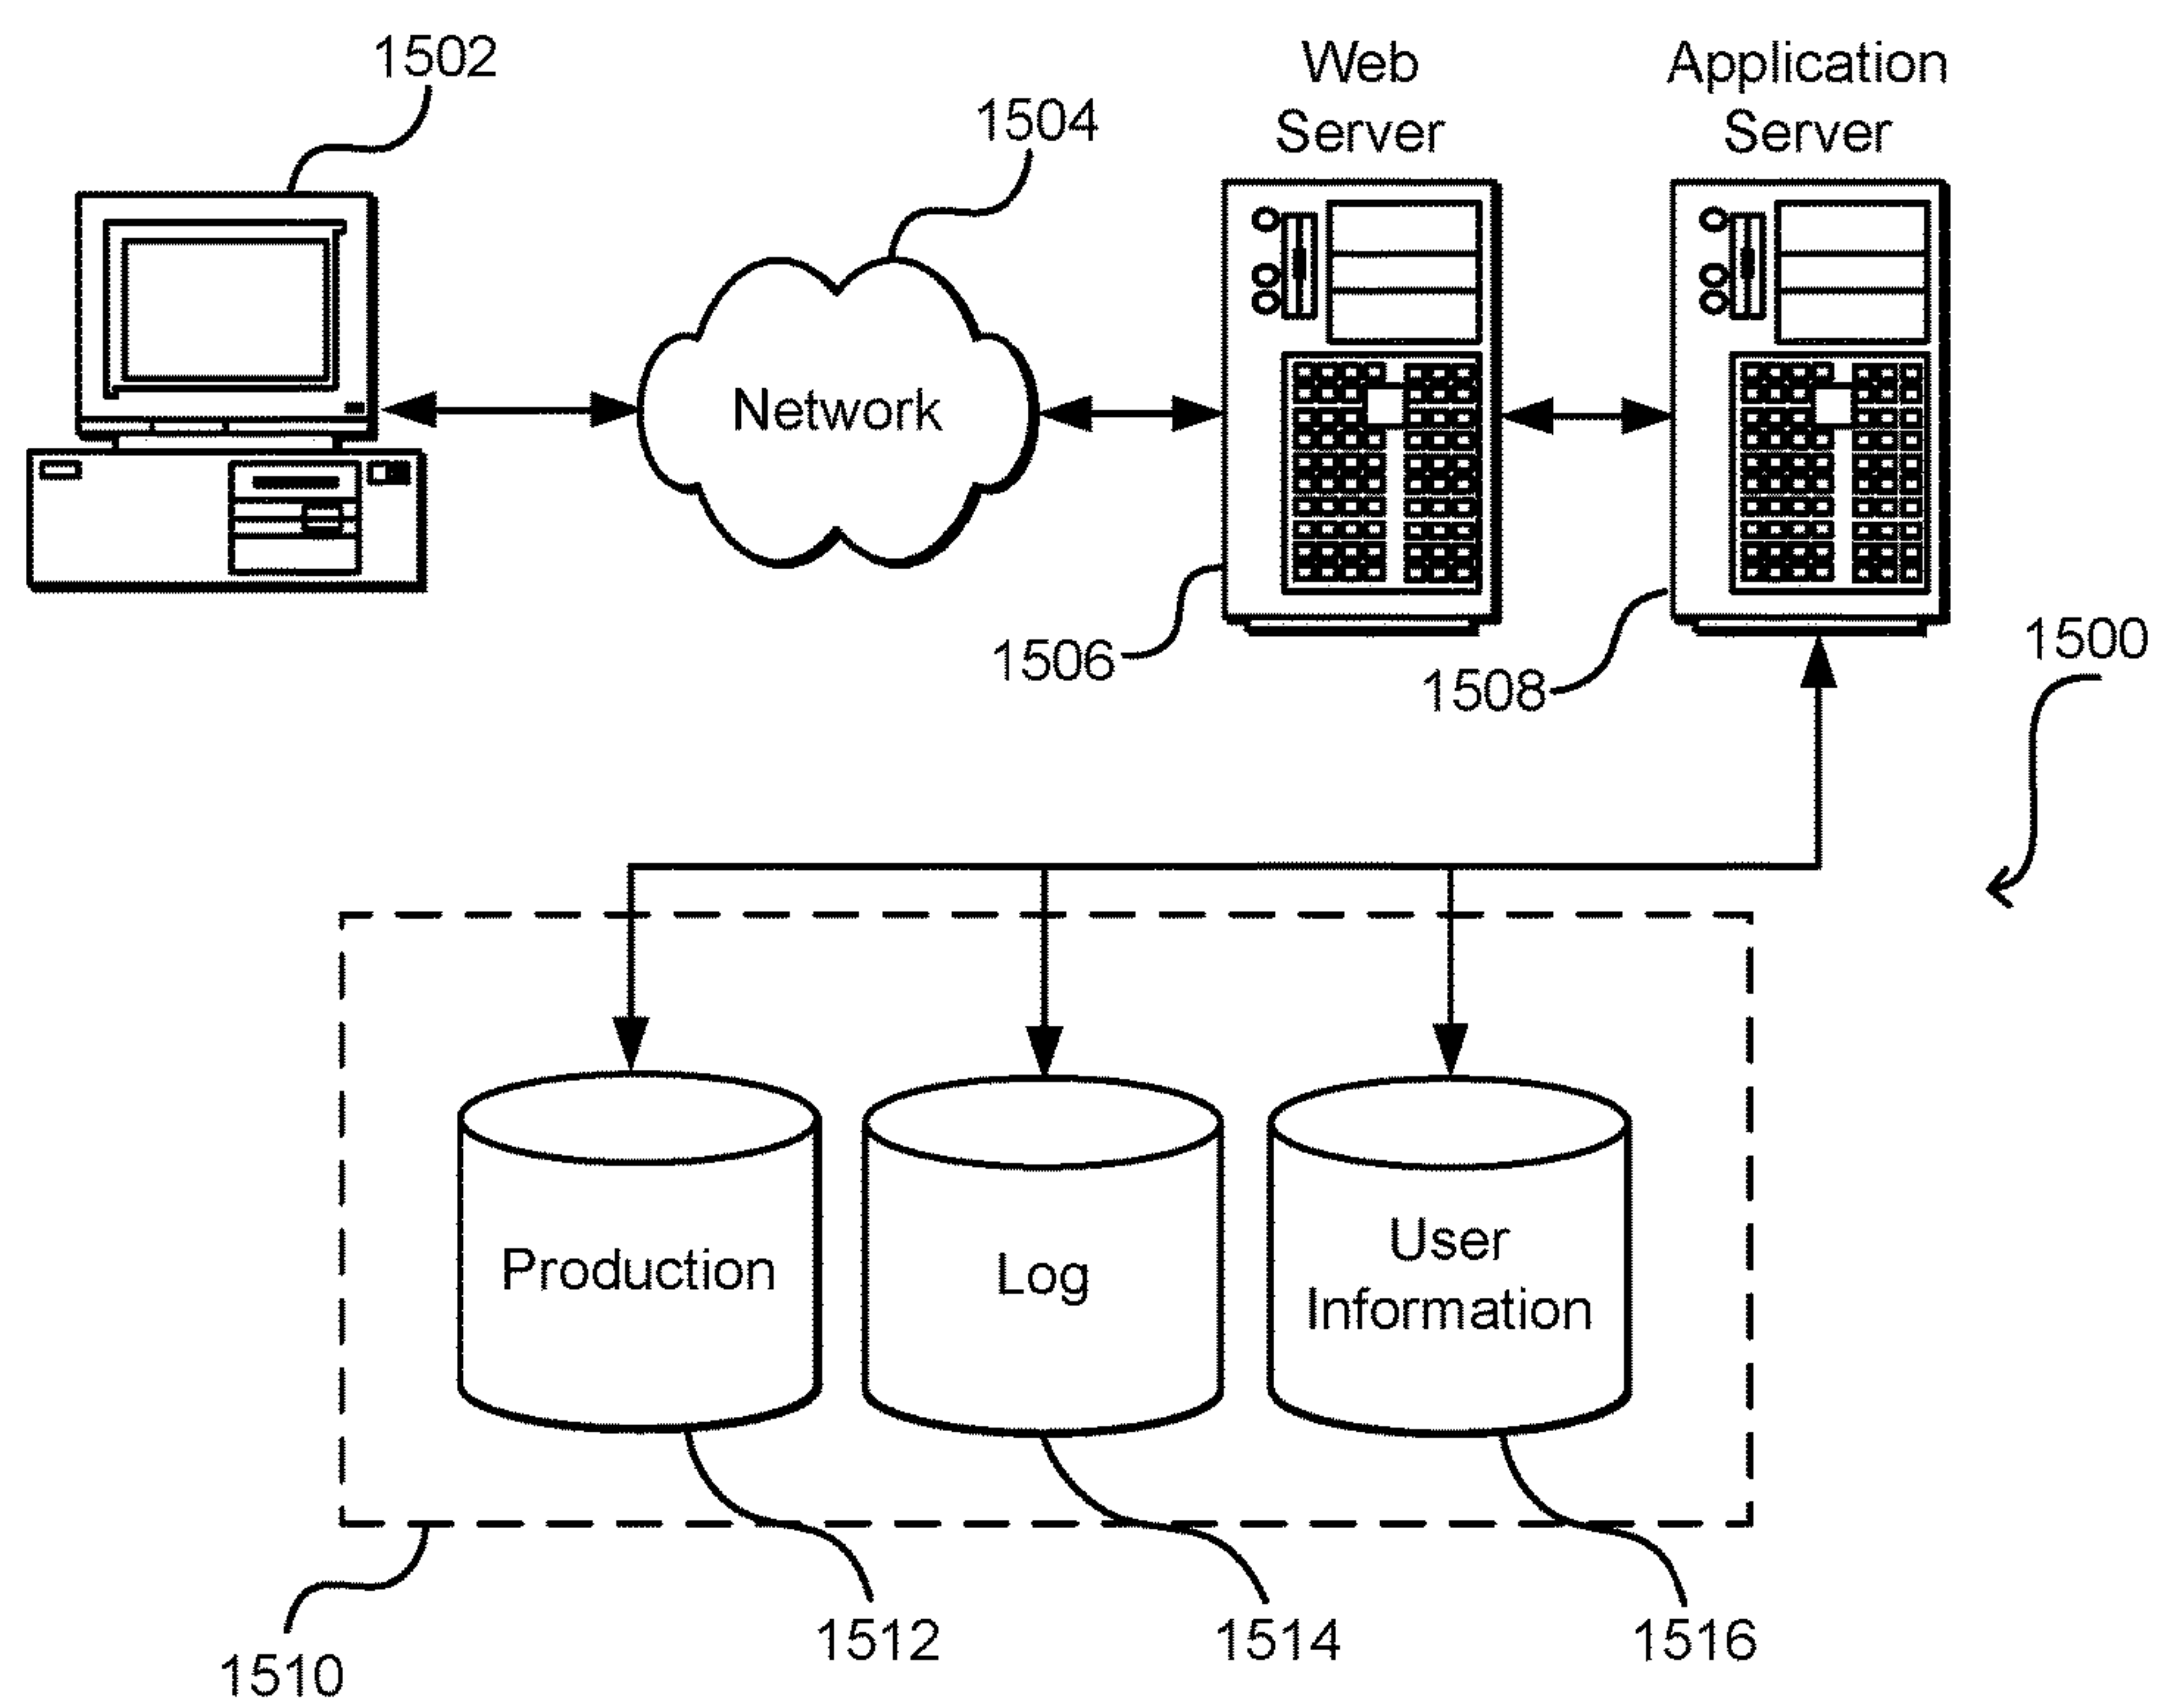 1502
1504
Web
Server
Application
Server
Network
1506
1508
1500
Production
Log
User
Information
1510
1512
1514
1516